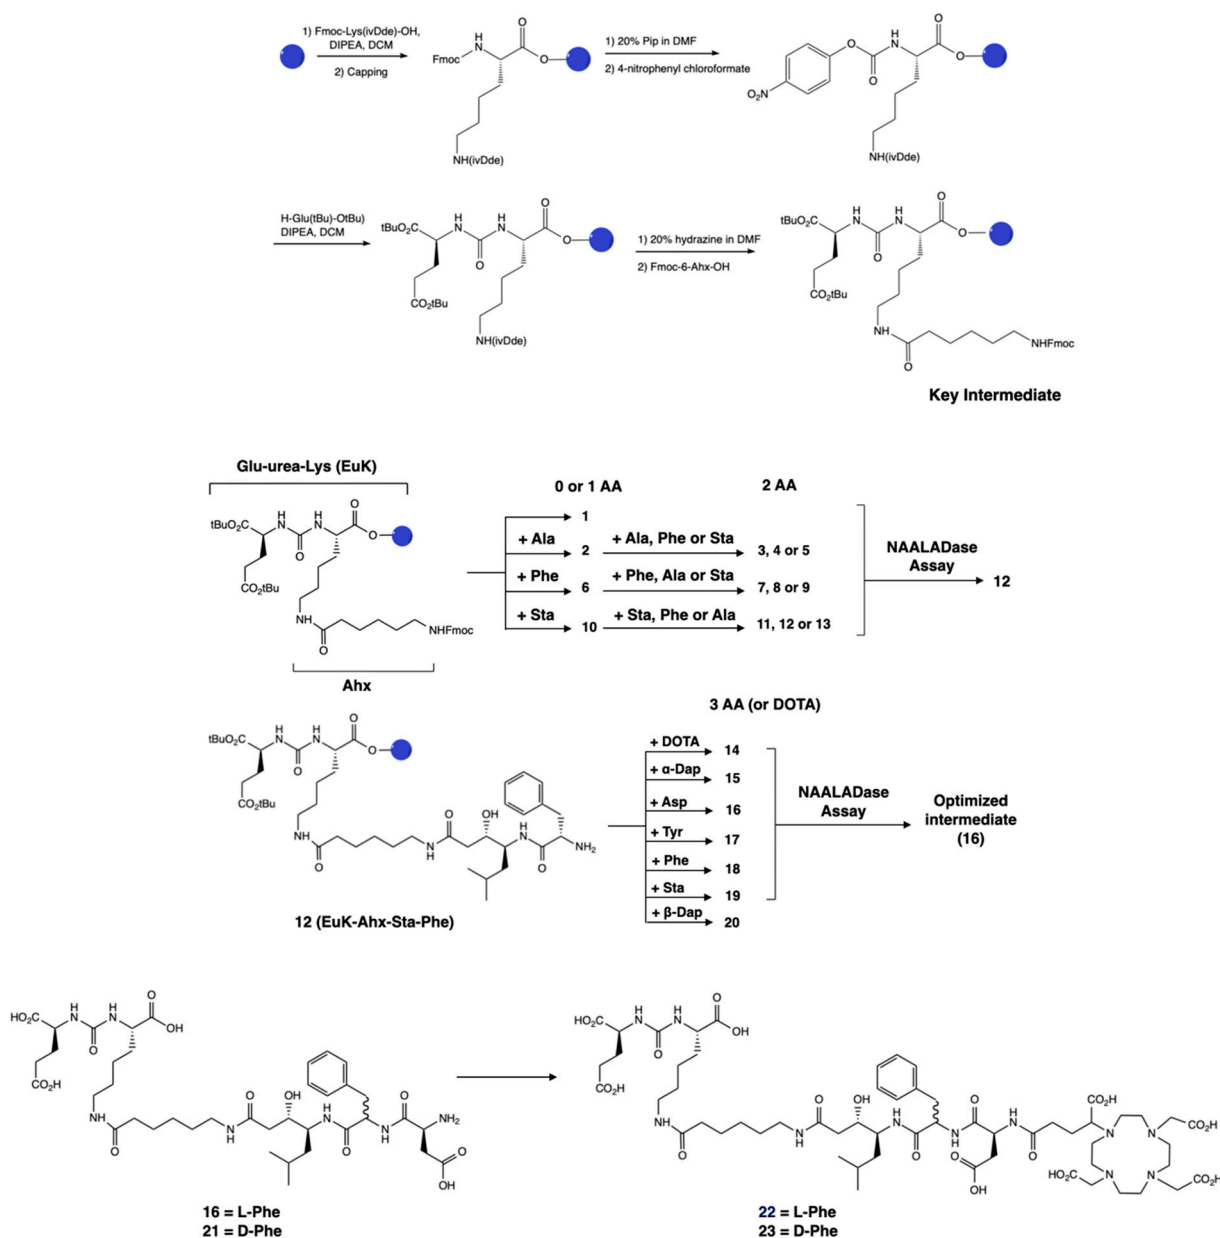 1) Fmoc-Lys(ivDde)-OH,
DIPEA, DCM
2) Capping
Fmoc
H
N
O
O
NH(ivDde)
1) 20% Pip in DMF
2) 4-nitrophenyl chloroformate
O2N
O
O
H
N
O
O
NH(ivDde)
H-Glu(tBu)-OtBu)
DIPEA, DCM
tBuO2C
H
N
H
N
O
O
O
CO2tBu
NH(ivDde)
1) 20% hydrazine in DMF
2) Fmoc-6-Ahx-OH
tBuO2C
H
N
H
N
O
O
O
CO2tBu
NH
O
NHFmoc
Key Intermediate
Glu-urea-Lys (EuK)
tBuO2C
H
N
H
N
O
O
O
CO2tBu
NH
O
NHFmoc
Ahx
0 or 1 AA
2 AA
1
+ Ala
2
+ Ala, Phe or Sta
3, 4 or 5
+ Phe
6
+ Phe, Ala or Sta
7, 8 or 9
+ Sta
10
+ Sta, Phe or Ala
11, 12 or 13
NAALADase
Assay
12
3 AA (or DOTA)
tBuO2C
H
N
H
N
O
O
O
CO2tBu
NH
O
N
H
O
OH
H
N
O
NH2
12 (EuK-Ahx-Sta-Phe)
+ DOTA
14
+ α-Dap
15
+ Asp
16
+ Tyr
17
+ Phe
18
+ Sta
19
+ β-Dap
20
NAALADase
Assay
Optimized
intermediate
(16)
HO2C
H
N
H
N
O
O
OH
CO2H
NH
O
N
H
O
OH
H
N
O
N
H
O
NH2
O
OH
16 = L-Phe
21 = D-Phe
HO2C
H
N
H
N
O
O
OH
CO2H
NH
O
N
H
O
OH
H
N
O
N
H
O
H
N
O
OH
O
CO2H
N
N
N
N
CO2H
HO2C
CO2H
22 = L-Phe
23 = D-Phe